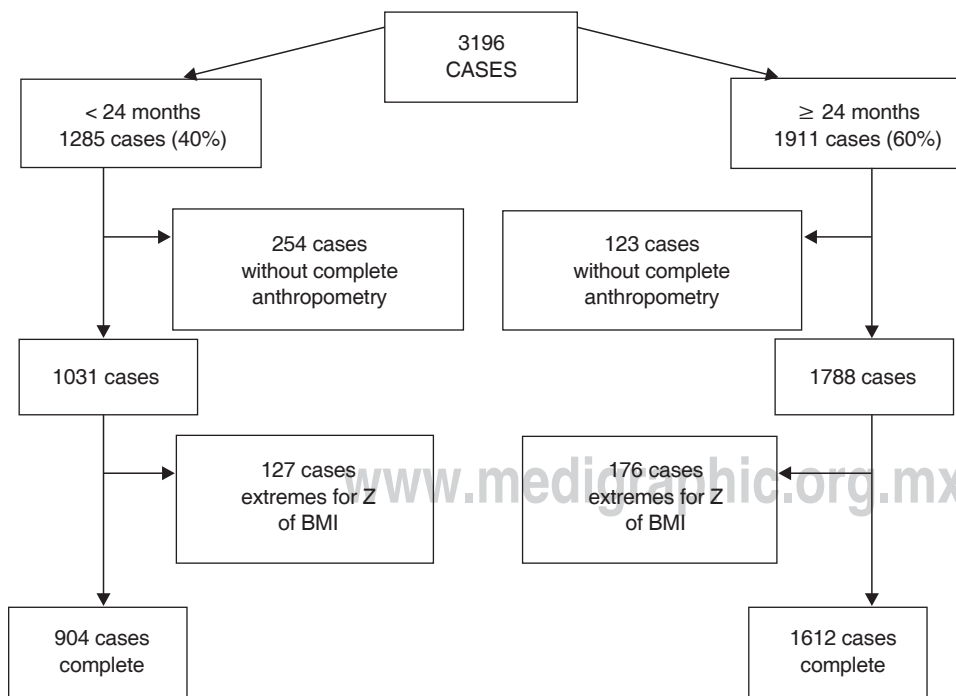 3196
CASES
< 24 months
1285 cases (40%)
≥ 24 months
1911 cases (60%)
254 cases
without complete
anthropometry
123 cases
without complete
anthropometry
1031 cases
1788 cases
127 cases
extremes for Z
of BMI
176 cases
extremes for Z
of BMI
www.medigraphic.org.mx
904 cases
complete
1612 cases
complete